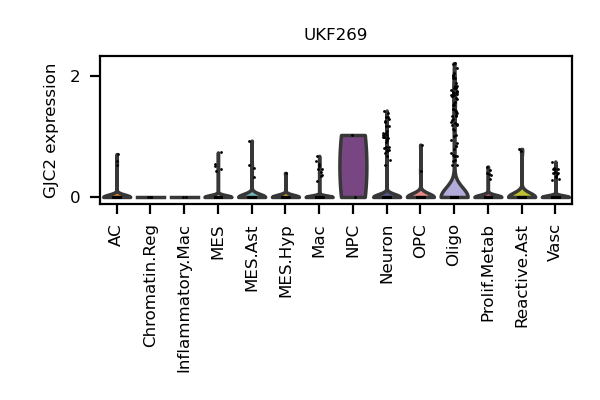 UKF269
GJC2 expression
2
0
AC
Chromatin.Reg
Inflammatory.Mac
MES
MES.Ast
MES.Hyp
Mac
NPC
Neuron
OPC
Oligo
Prolif.Metab
Reactive.Ast
Vasc